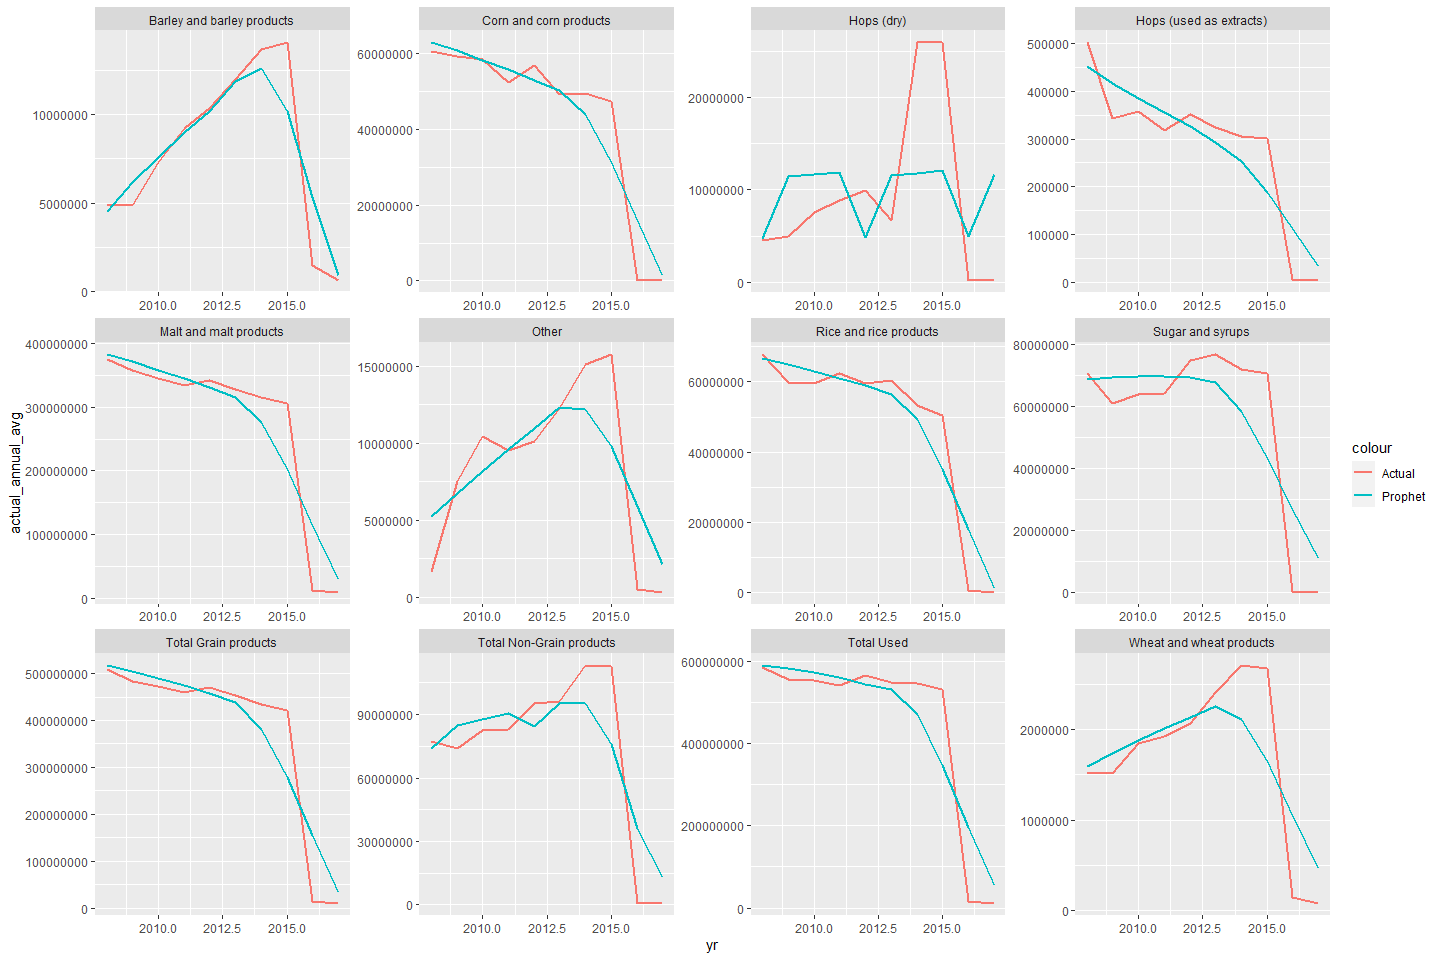 Barley and barley products
Corn and corn products
Hops (dry)
Hops (used as extracts)
10000000
5000000
0
2010.0 2012.5 2015.0
60000000
40000000
20000000
0
2010.0 2012.5 2015.0
20000000
10000000
0
2010.0 2012.5 2015.0
500000
400000
300000
200000
100000
0
2010.0 2012.5 2015.0
Malt and malt products
Other
Rice and rice products
Sugar and syrups
400000000
300000000
200000000
100000000
0
2010.0 2012.5 2015.0
15000000
10000000
5000000
0
2010.0 2012.5 2015.0
60000000
40000000
20000000
0
2010.0 2012.5 2015.0
80000000
60000000
40000000
20000000
0
2010.0 2012.5 2015.0
Total Grain products
Total Non-Grain products
Total Used
Wheat and wheat products
500000000
400000000
300000000
200000000
100000000
0
2010.0 2012.5 2015.0
90000000
60000000
30000000
0
2010.0 2012.5 2015.0
600000000
400000000
200000000
0
2010.0 2012.5 2015.0
2000000
1000000
0
2010.0 2012.5 2015.0
actual_annual_avg
yr
colour
Actual
Prophet